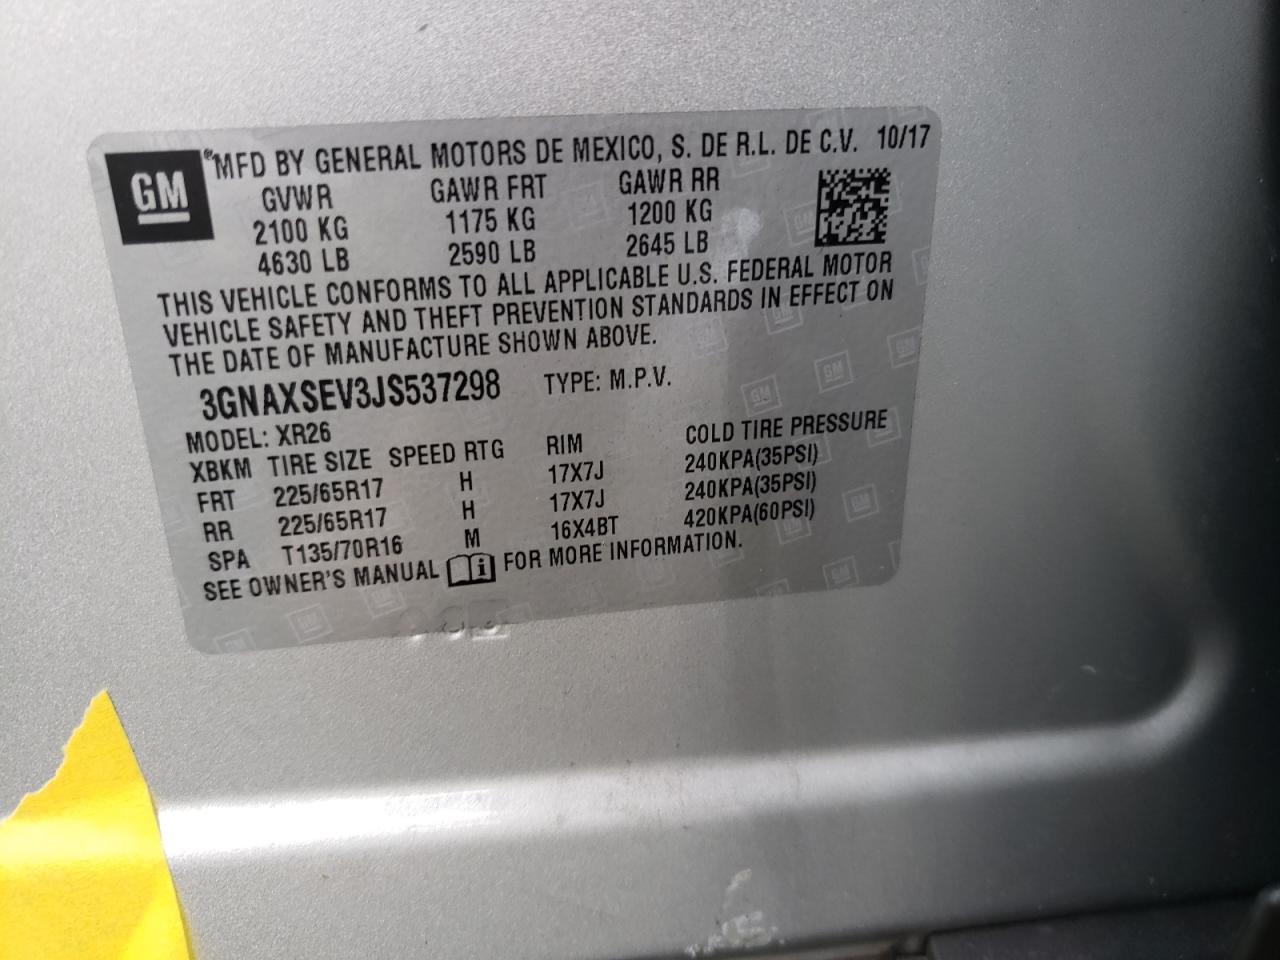 GM
®MFD BY GENERAL MOTORS DE MEXICO, S. DE R.L. DE C.V. 10/17
GVWR GAWR FRT GAWR RR
2100 KG 1175 KG 1200 KG
4630 LB 2590 LB 2645 LB
THIS VEHICLE CONFORMS TO ALL APPLICABLE U.S. FEDERAL MOTOR
VEHICLE SAFETY AND THEFT PREVENTION STANDARDS IN EFFECT ON
THE DATE OF MANUFACTURE SHOWN ABOVE.
3GNAXSEV3JS537298 TYPE: M.P.V.
MODEL: XR26
XBKM TIRE SIZE SPEED RTG RIM COLD TIRE PRESSURE
FRT 225/65R17 H 17X7J 240KPA(35PSI)
RR 225/65R17 H 17X7J 240KPA(35PSI)
SPA T135/70R16 M 16X4BT 420KPA(60PSI)
SEE OWNER'S MANUAL FOR MORE INFORMATION.